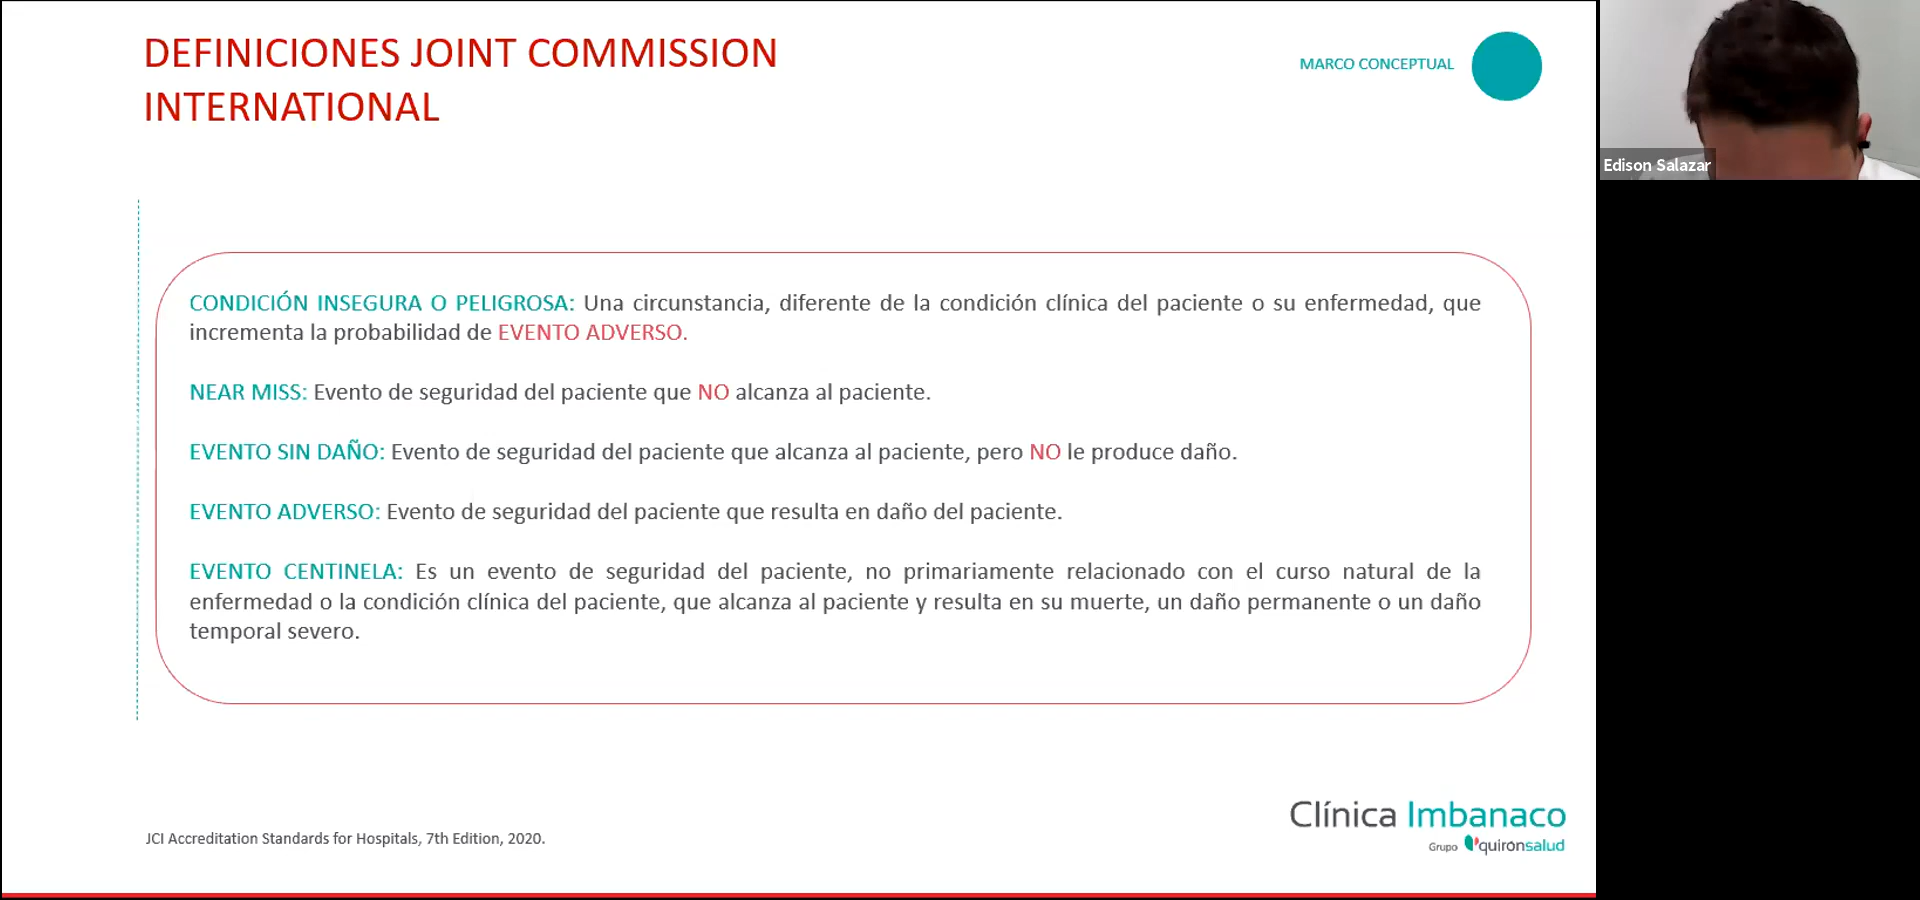 DEFINICIONES JOINT COMMISSION
INTERNATIONAL
MARCO CONCEPTUAL
Edison Salazar
CONDICIÓN INSEGURA O PELIGROSA: Una circunstancia, diferente de la condición clínica del paciente o su enfermedad, que
incrementa la probabilidad de EVENTO ADVERSO.
NEAR MISS: Evento de seguridad del paciente que NO alcanza al paciente.
EVENTO SIN DAÑO: Evento de seguridad del paciente que alcanza al paciente, pero NO le produce daño.
EVENTO ADVERSO: Evento de seguridad del paciente que resulta en daño del paciente.
EVENTO CENTINELA: Es un evento de seguridad del paciente, no primariamente relacionado con el curso natural de la
enfermedad o la condición clínica del paciente, que alcanza al paciente y resulta en su muerte, un daño permanente o un daño
temporal severo.
JCI Accreditation Standards for Hospitals, 7th Edition, 2020.
Clínica Imbanaco
Grupo quirónsalud